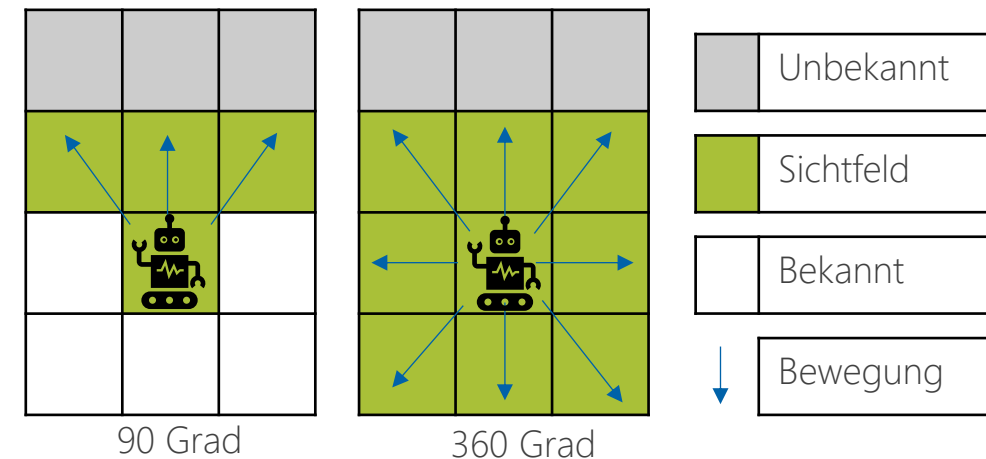 Unbekannt
Sichtfeld
Bekannt
Bewegung
90 Grad
360 Grad